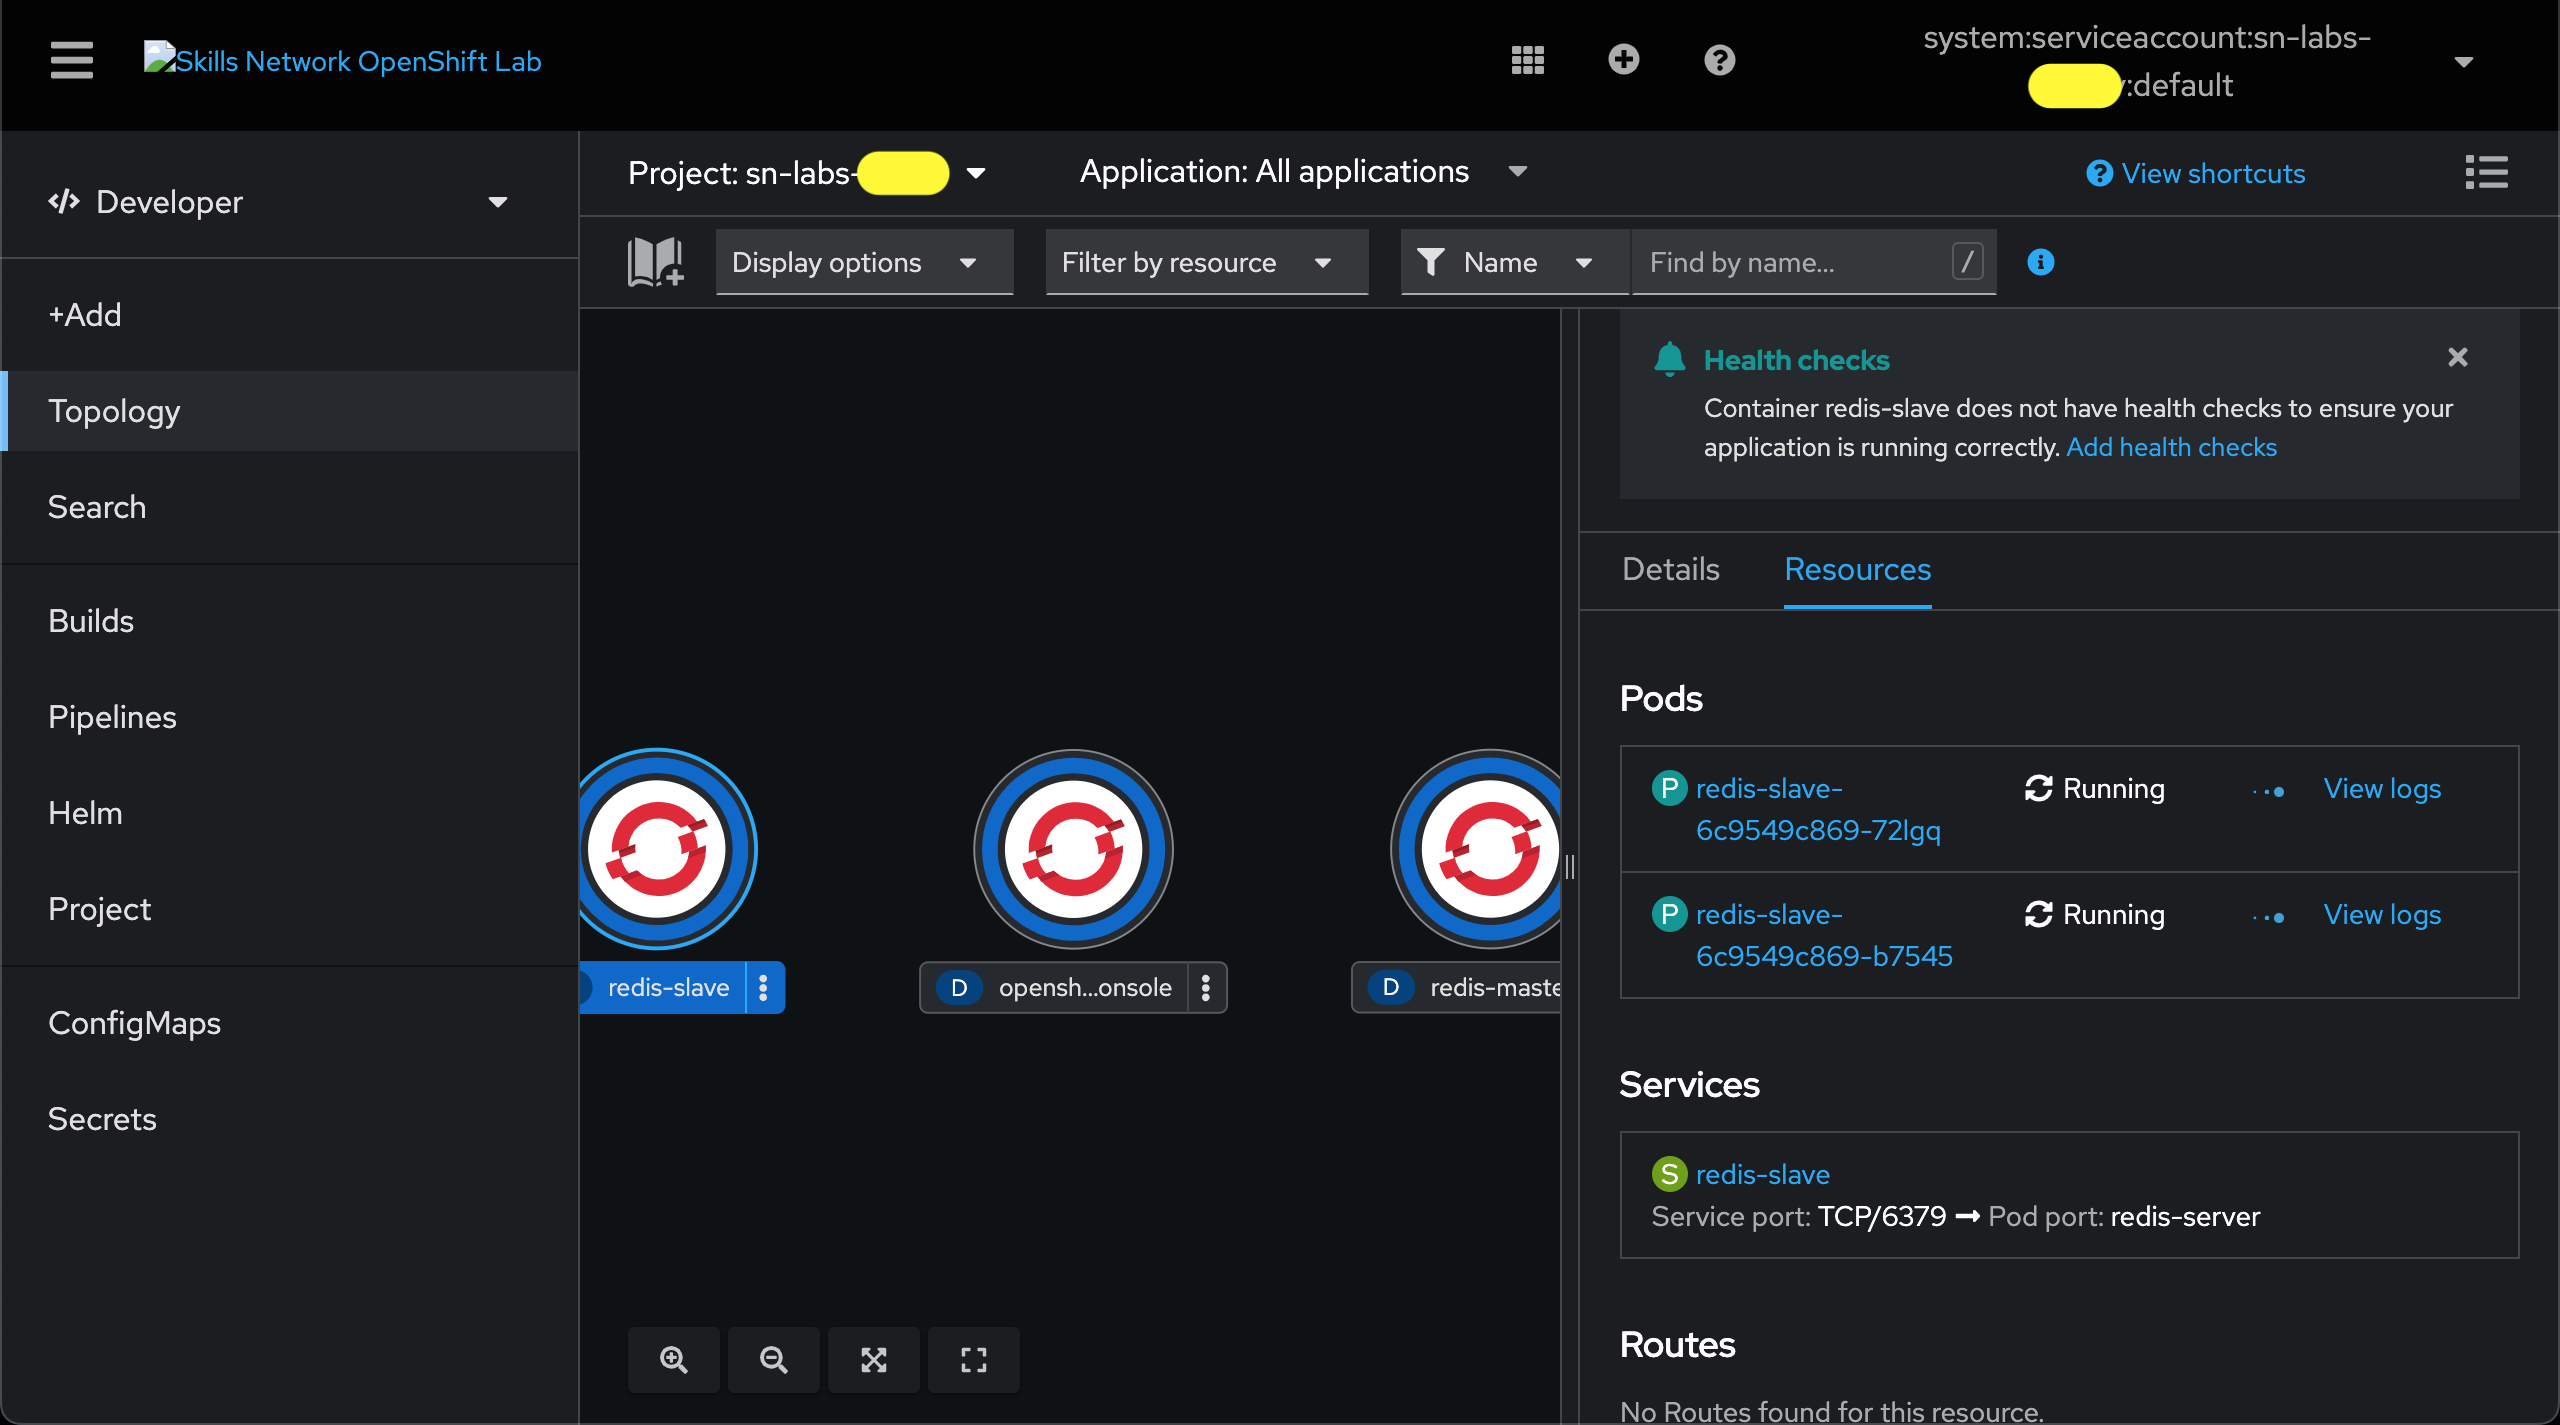 Skills Network OpenShift Lab
system:serviceaccount:sn-labs-
:default
Developer
+Add
Topology
Search
Builds
Pipelines
Helm
Project
ConfigMaps
Secrets
Project: sn-labs-
Application: All applications
View shortcuts
Display options
Filter by resource
Name
Find by name...
/
redis-slave
D opensh...onsole
D redis-maste
Health checks
Container redis-slave does not have health checks to ensure your
application is running correctly. Add health checks
Details Resources
Pods
P redis-slave-
6c9549c869-72lgq
Running
View logs
P redis-slave-
6c9549c869-b7545
Running
View logs
Services
S redis-slave
Service port: TCP/6379 → Pod port: redis-server
Routes
No Routes found for this resource.